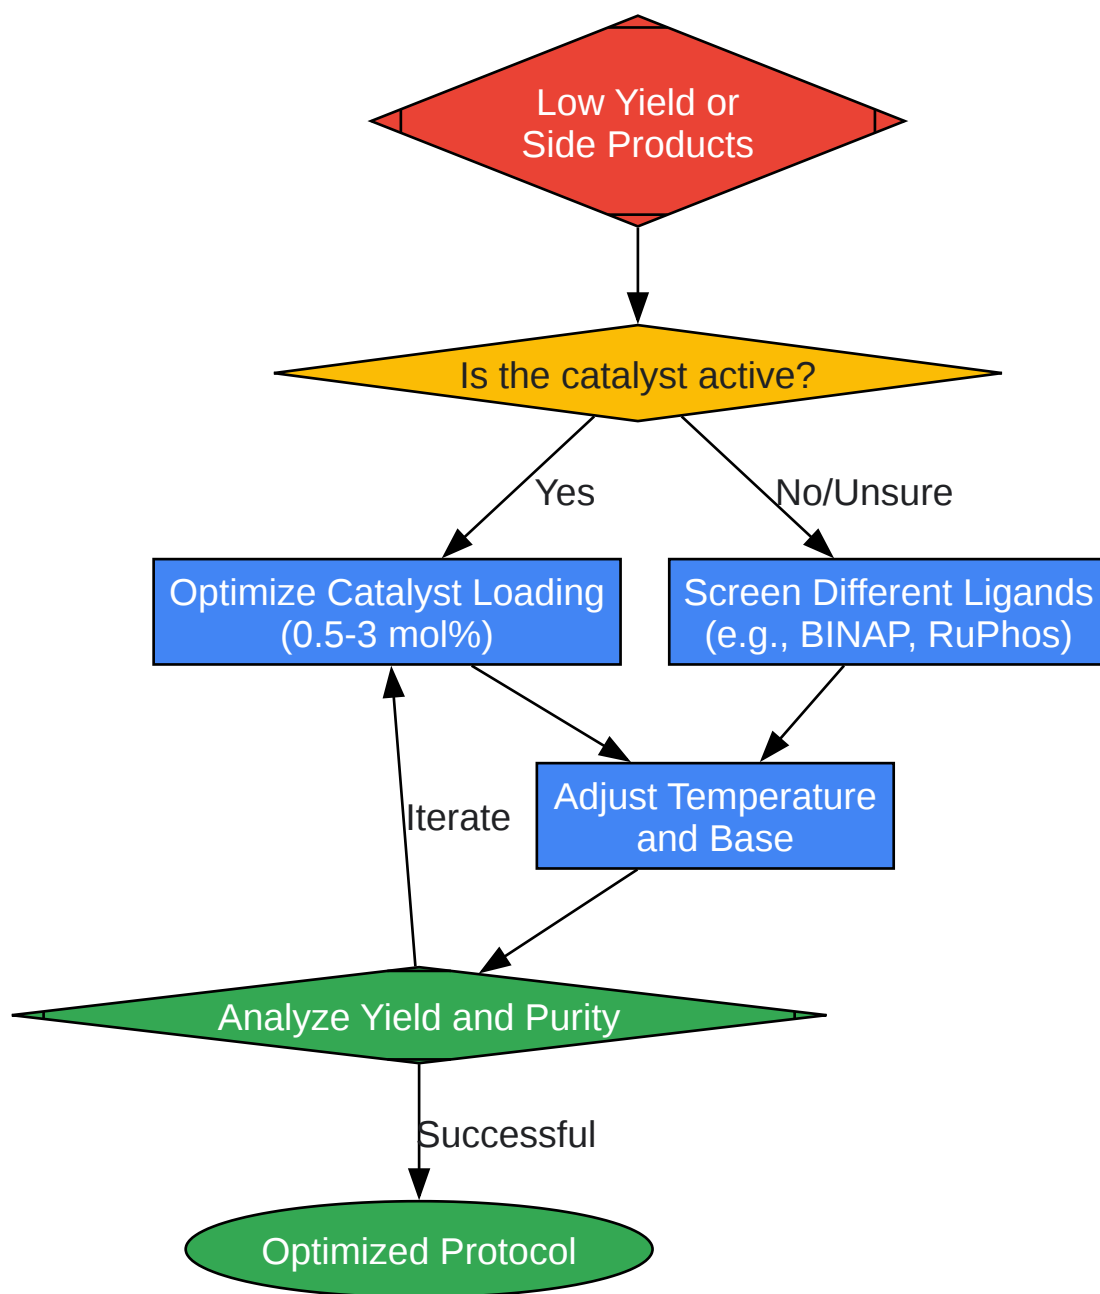 Low Yield or
Side Products
Is the catalyst active?
Yes
No/Unsure
Optimize Catalyst Loading
(0.5-3 mol%)
Screen Different Ligands
(e.g., BINAP, RuPhos)
Adjust Temperature
and Base
Iterate
Analyze Yield and Purity
Successful
Optimized Protocol